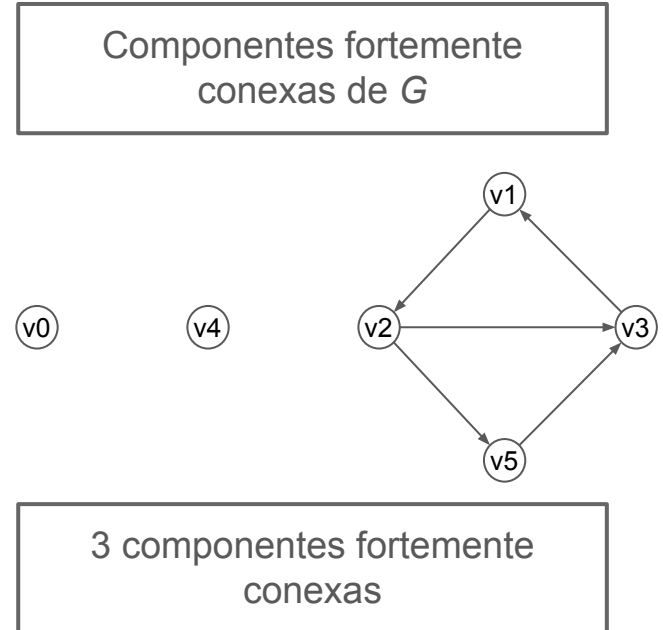 Componentes fortemente
conexas de G
v1
v0
v4
v2
v3
v5
3 componentes fortemente
conexas